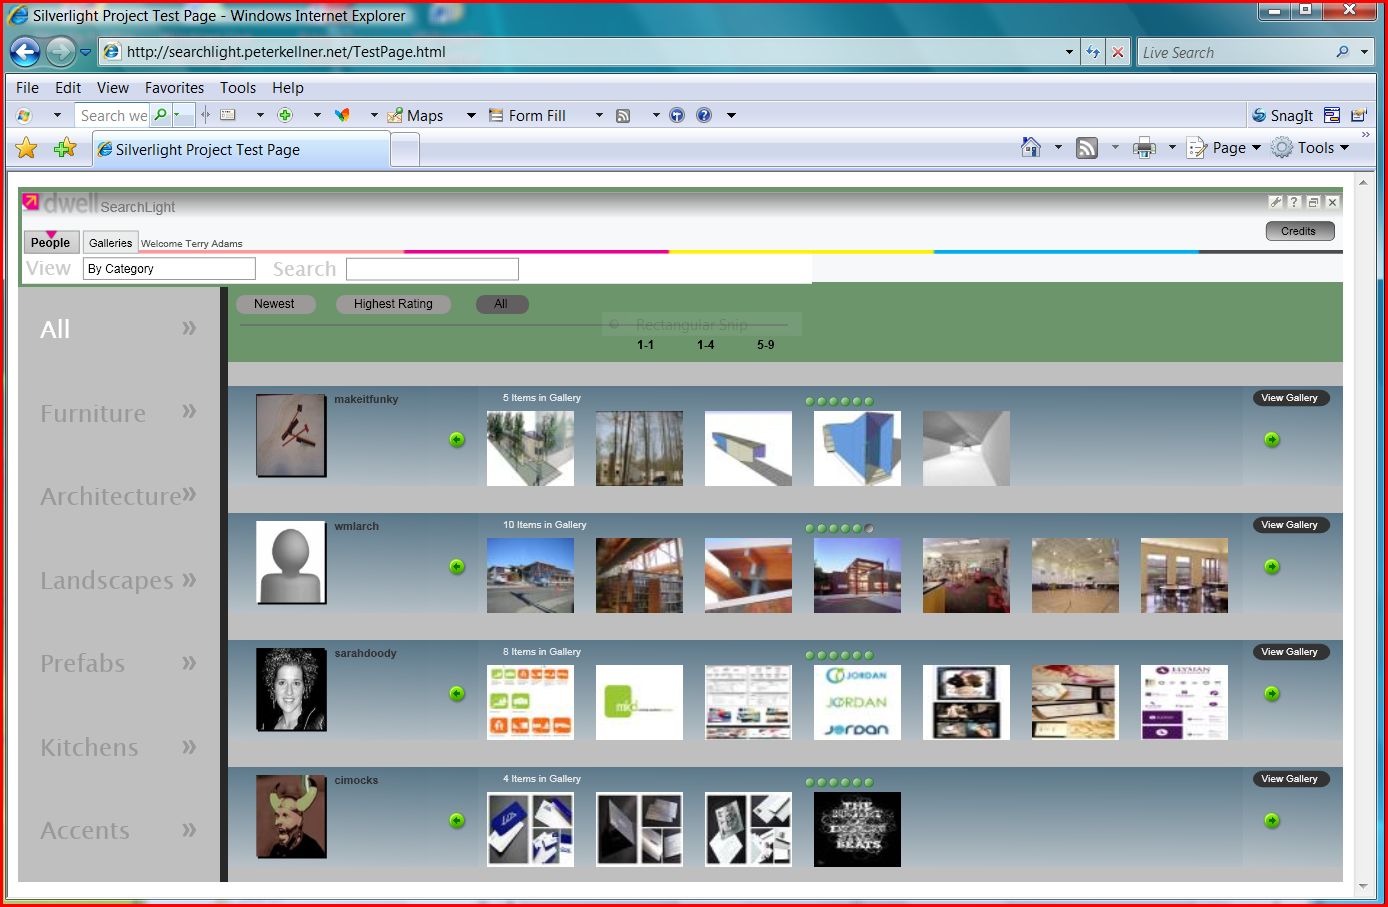 Silverlight Project Test Page - Windows Internet Explorer
http://searchlight.peterkellner.net/TestPage.html
Live Search
File Edit View Favorites Tools Help
Search we
Maps
Form Fill
SnagIt
Silverlight Project Test Page
Page Tools
dwell SearchLight
People Galleries Welcome Terry Adams
Credits
View By Category Search
Newest Highest Rating All
Rectangular Snip
1-1 1-4 5-9
All »
Furniture »
Architecture »
Landscapes »
Prefabs »
Kitchens »
Accents »
makeitfunky
5 Items in Gallery
View Gallery
wmlarch
10 Items in Gallery
View Gallery
sarahdoody
8 Items in Gallery
View Gallery
mkd
JORDAN
JORDAN
JORDAN
ELYSIAN
cimocks
4 Items in Gallery
View Gallery
THE
BEATS